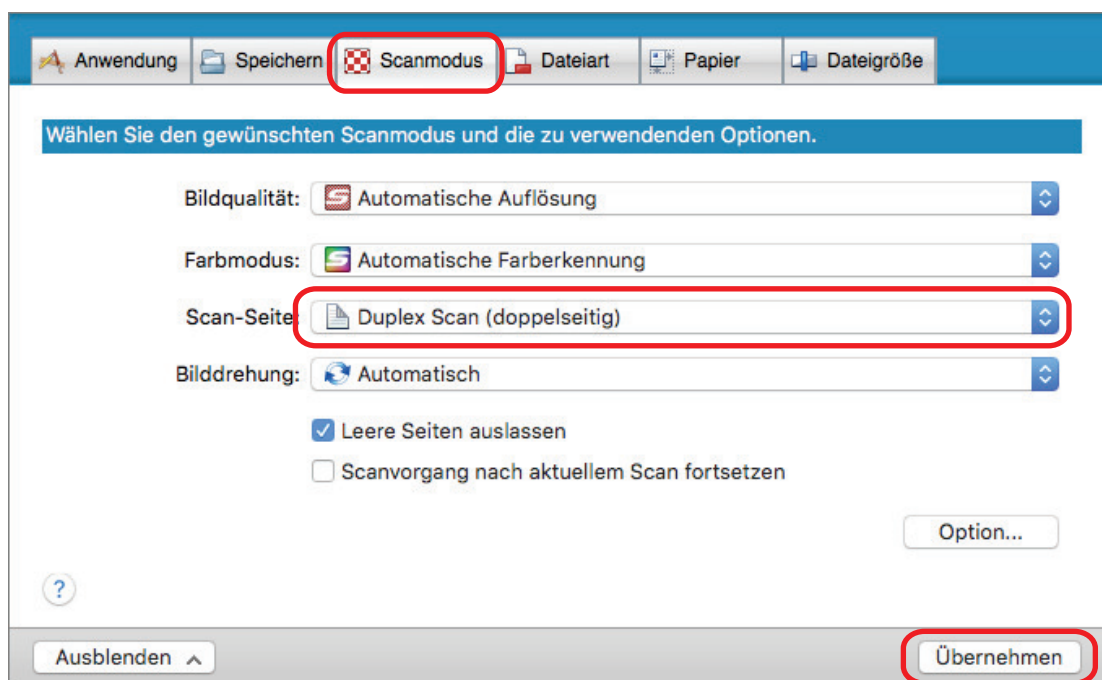 Anwendung Speichern Scanmodus Dateiart Papier Dateigröße
Wählen Sie den gewünschten Scanmodus und die zu verwendenden Optionen.
Bildqualität: Automatische Auflösung
Farbmodus: Automatische Farberkennung
Scan-Seite: Duplex Scan (doppelseitig)
Bilddrehung: Automatisch
Leere Seiten auslassen
Scanvorgang nach aktuellem Scan fortsetzen
Option...
?
Ausblenden Übernehmen